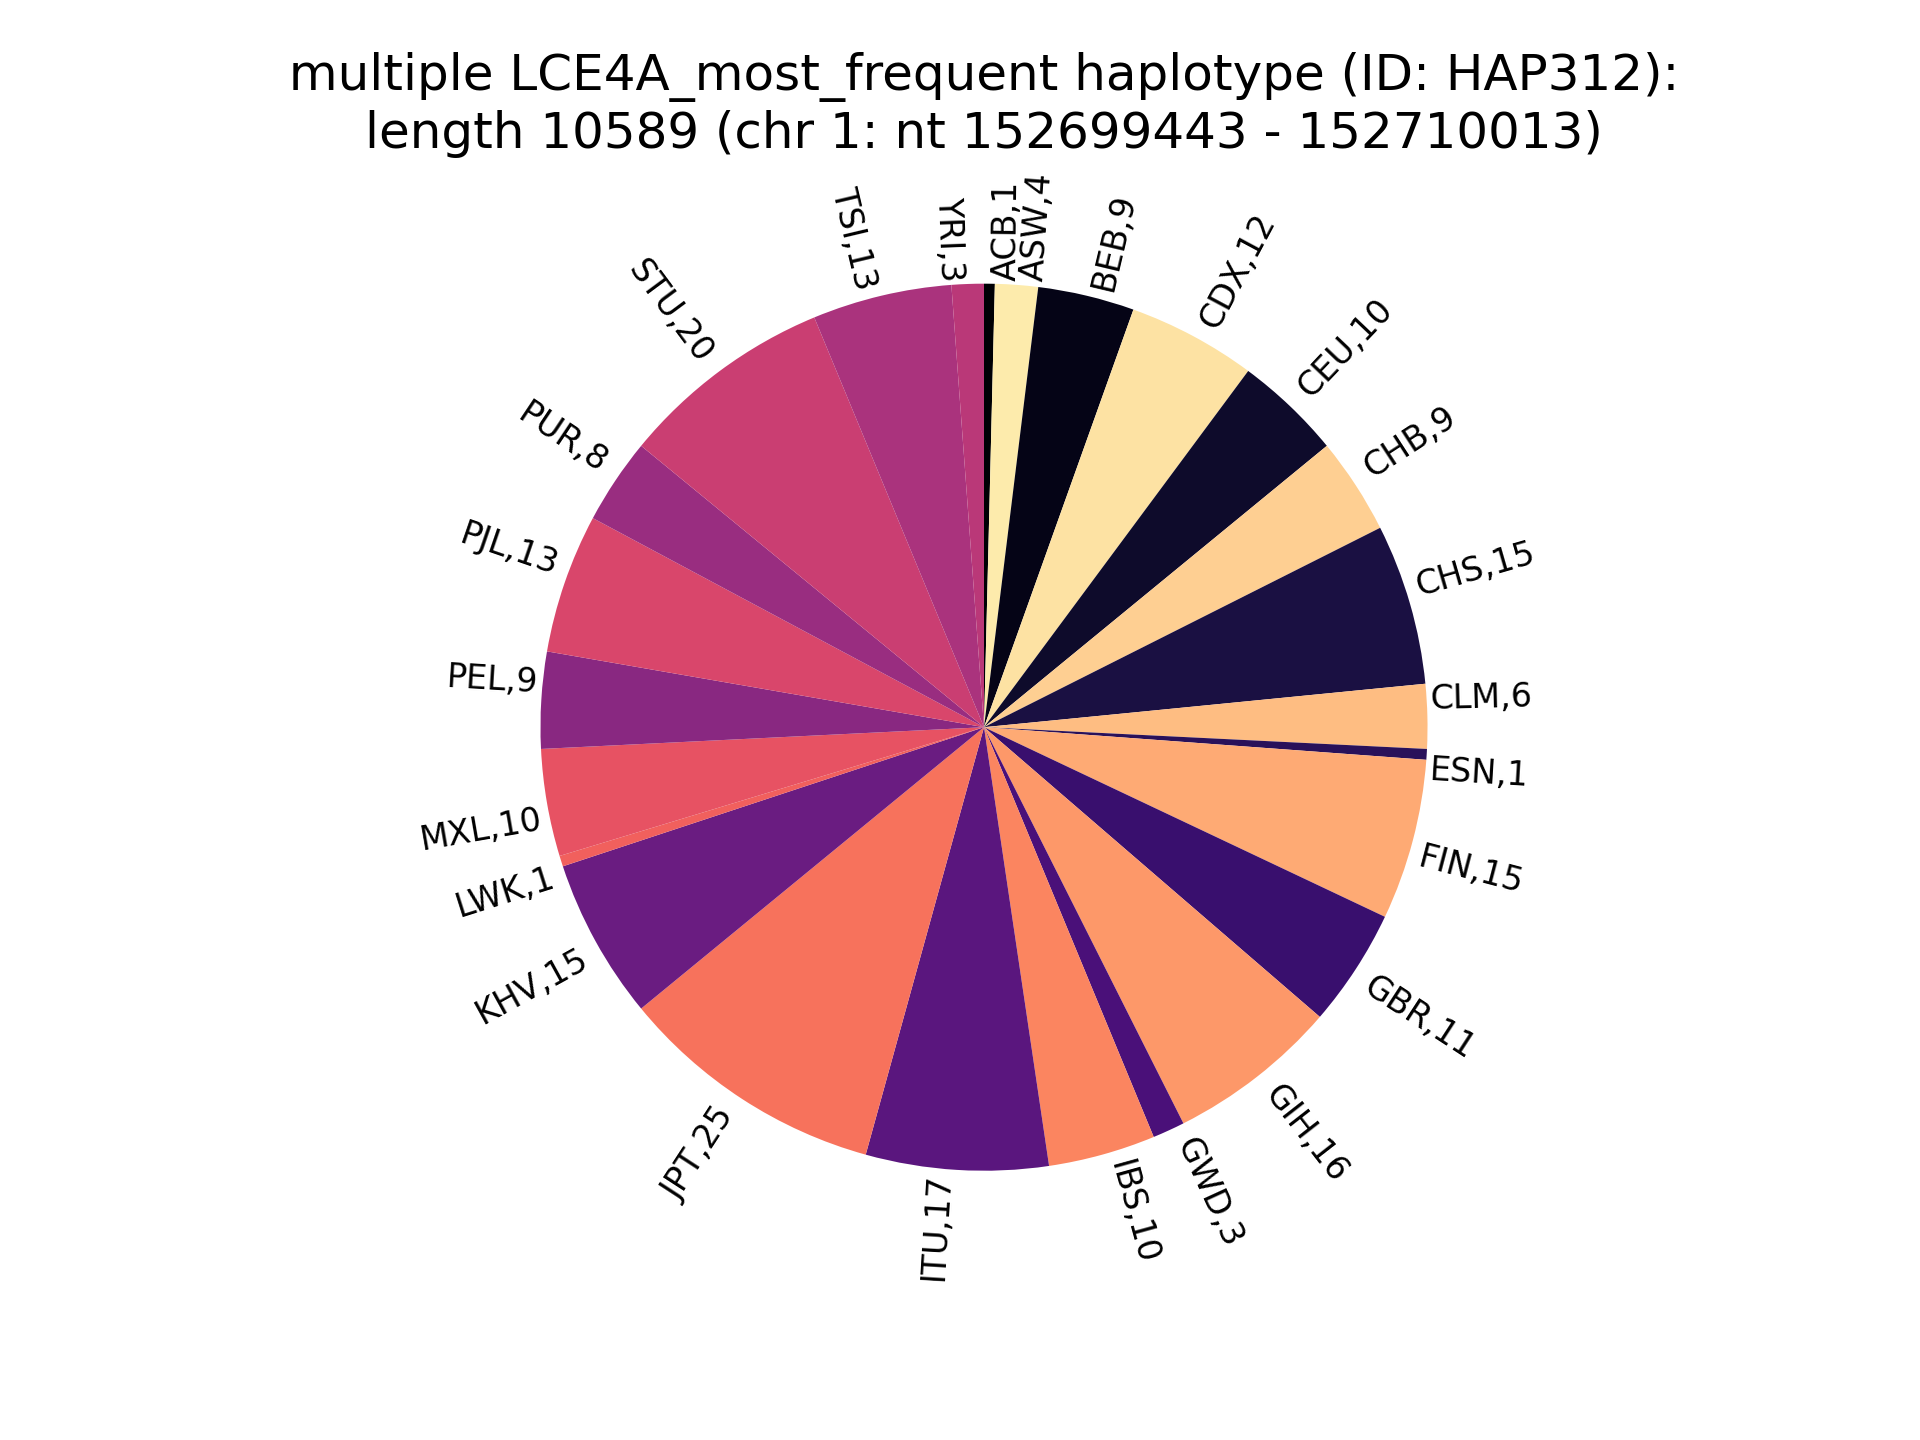 multiple LCE4A_most_frequent haplotype (ID: HAP312):
length 10589 (chr 1: nt 152699443 - 152710013)
ACB,1
ASW,4
BEB,9
CDX,12
CEU,10
CHB,9
CHS,15
CLM,6
ESN,1
FIN,15
GBR,11
GIH,16
GWD,3
IBS,10
ITU,17
JPT,25
KHV,15
LWK,1
MXL,10
PEL,9
PJL,13
PUR,8
STU,20
TSI,13
YRI,3